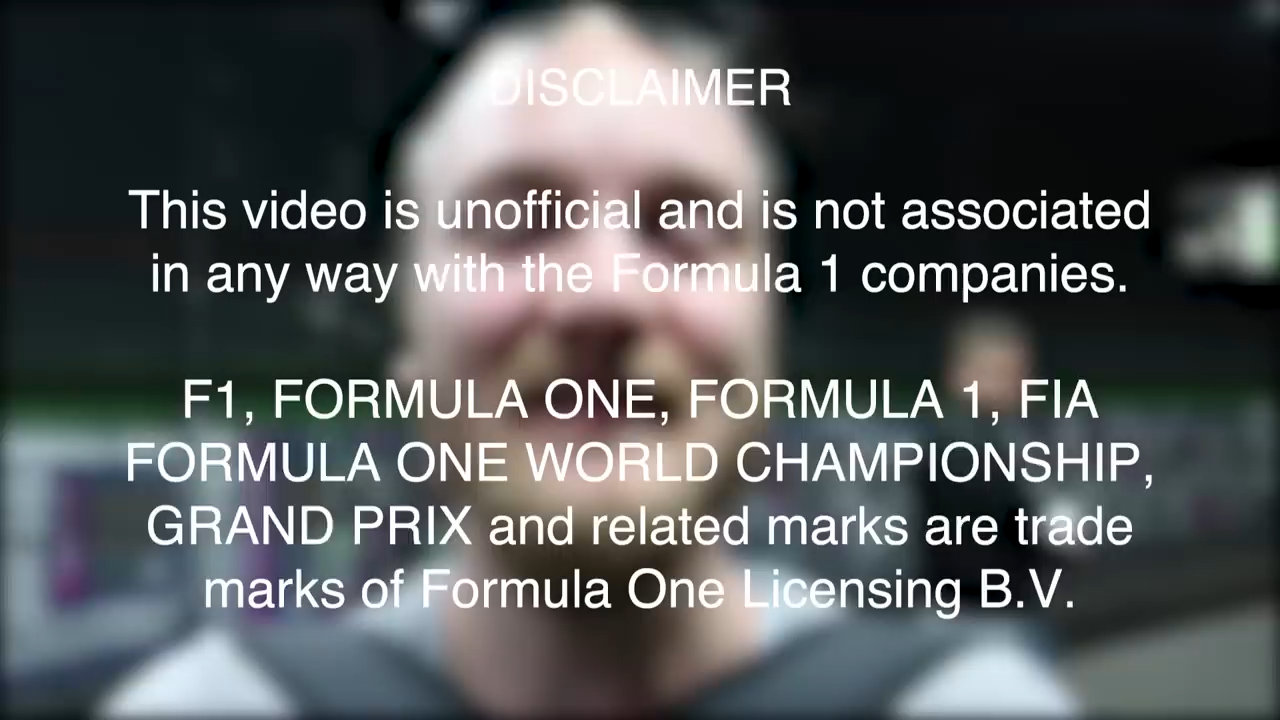 DISCLAIMER
This video is unofficial and is not associated
in any way with the Formula 1 companies.
F1, FORMULA ONE, FORMULA 1, FIA
FORMULA ONE WORLD CHAMPIONSHIP,
GRAND PRIX and related marks are trade
marks of Formula One Licensing B.V.